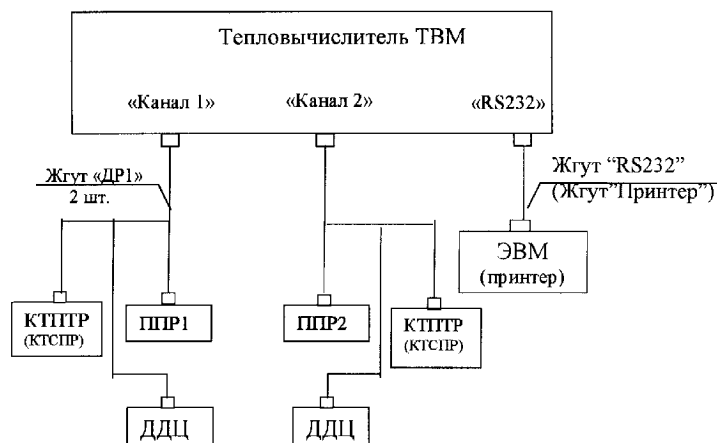 Тепловычислитель ТВМ
«Канал 1» «Канал 2» «RS232»
Жгут «ДР1»
2 шт.
Жгут “RS232”
(Жгут”Принтер”)
ЭВМ
(принтер)
КТПТР
(КТСПР)
ППР1
ППР2
КТПТР
(КТСПР)
ДДЦ
ДДЦ